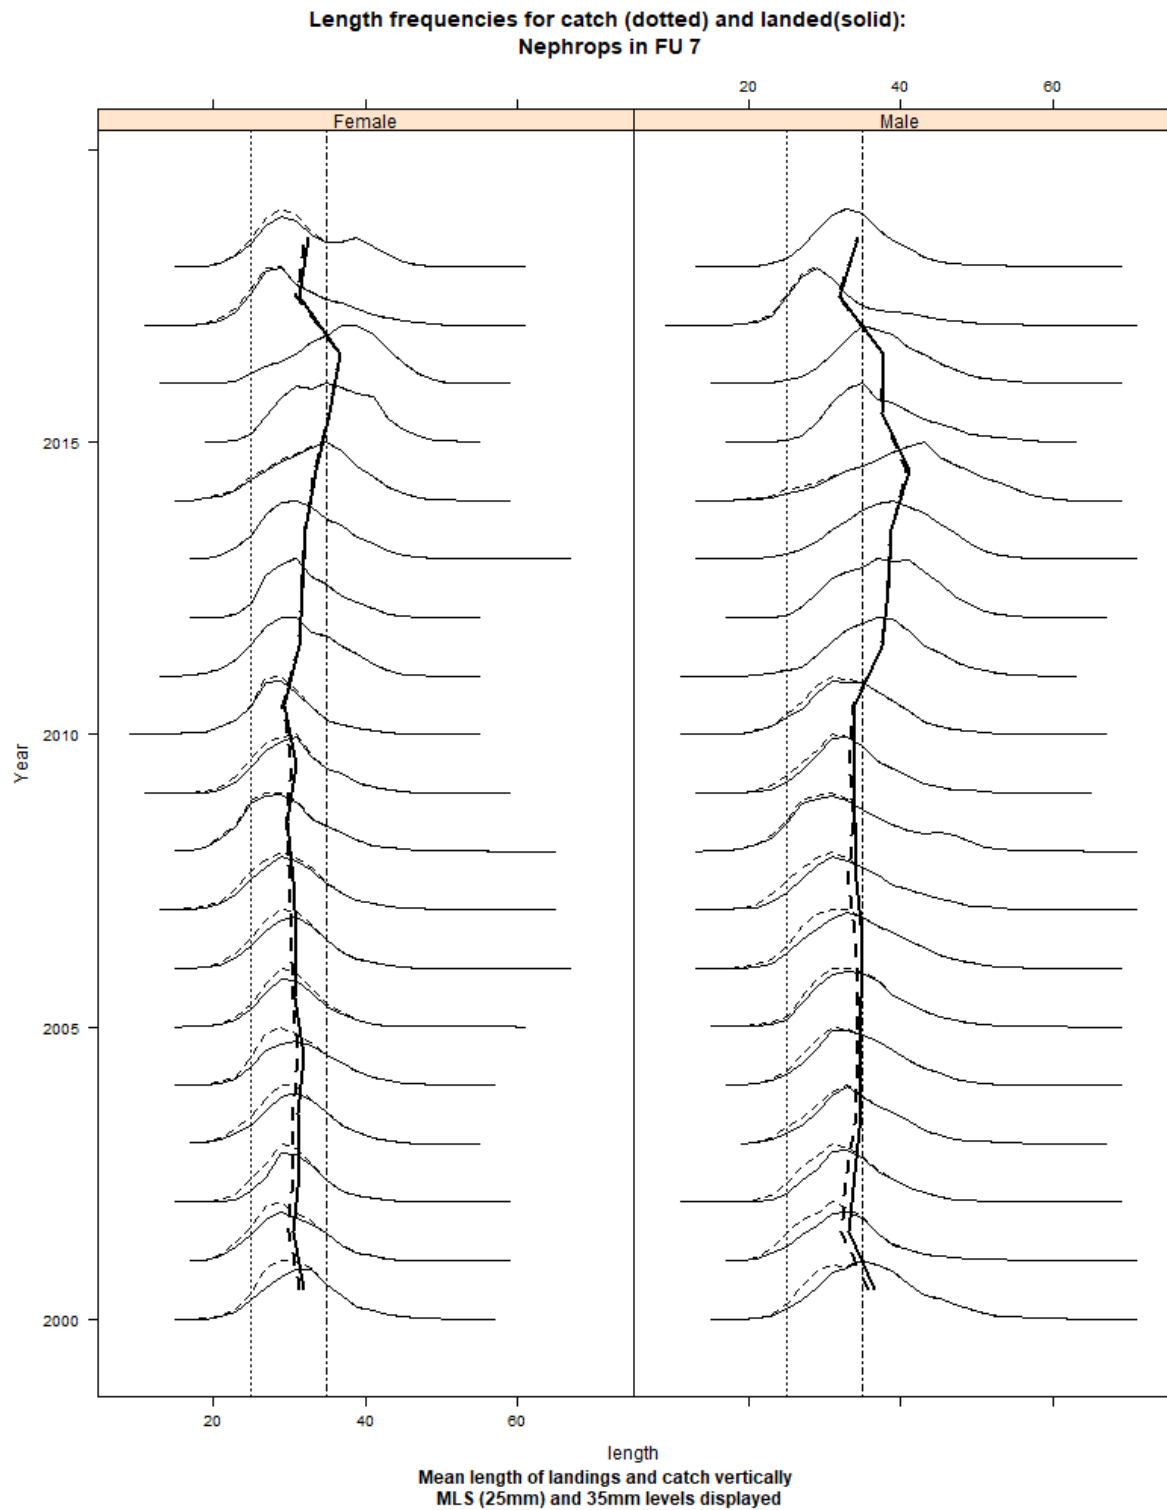 Length frequencies for catch (dotted) and landed(solid):
Nephrops in FU 7
20 40 60
Female Male
2015
2010
Year
2005
2000
20 40 60
length
Mean length of landings and catch vertically
MLS (25mm) and 35mm levels displayed